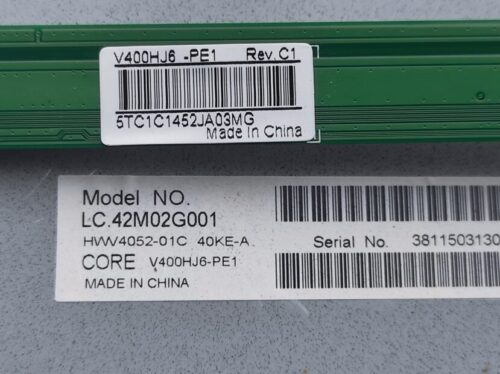 V400HJ6 -PE1 Rev.C1
5TC1C1452JA03MG
Made In China
Model NO.
LC.42M02G001
HWV4052-01C 40KE-A.
Serial No. 3811503130
CORE V400HJ6-PE1
MADE IN CHINA